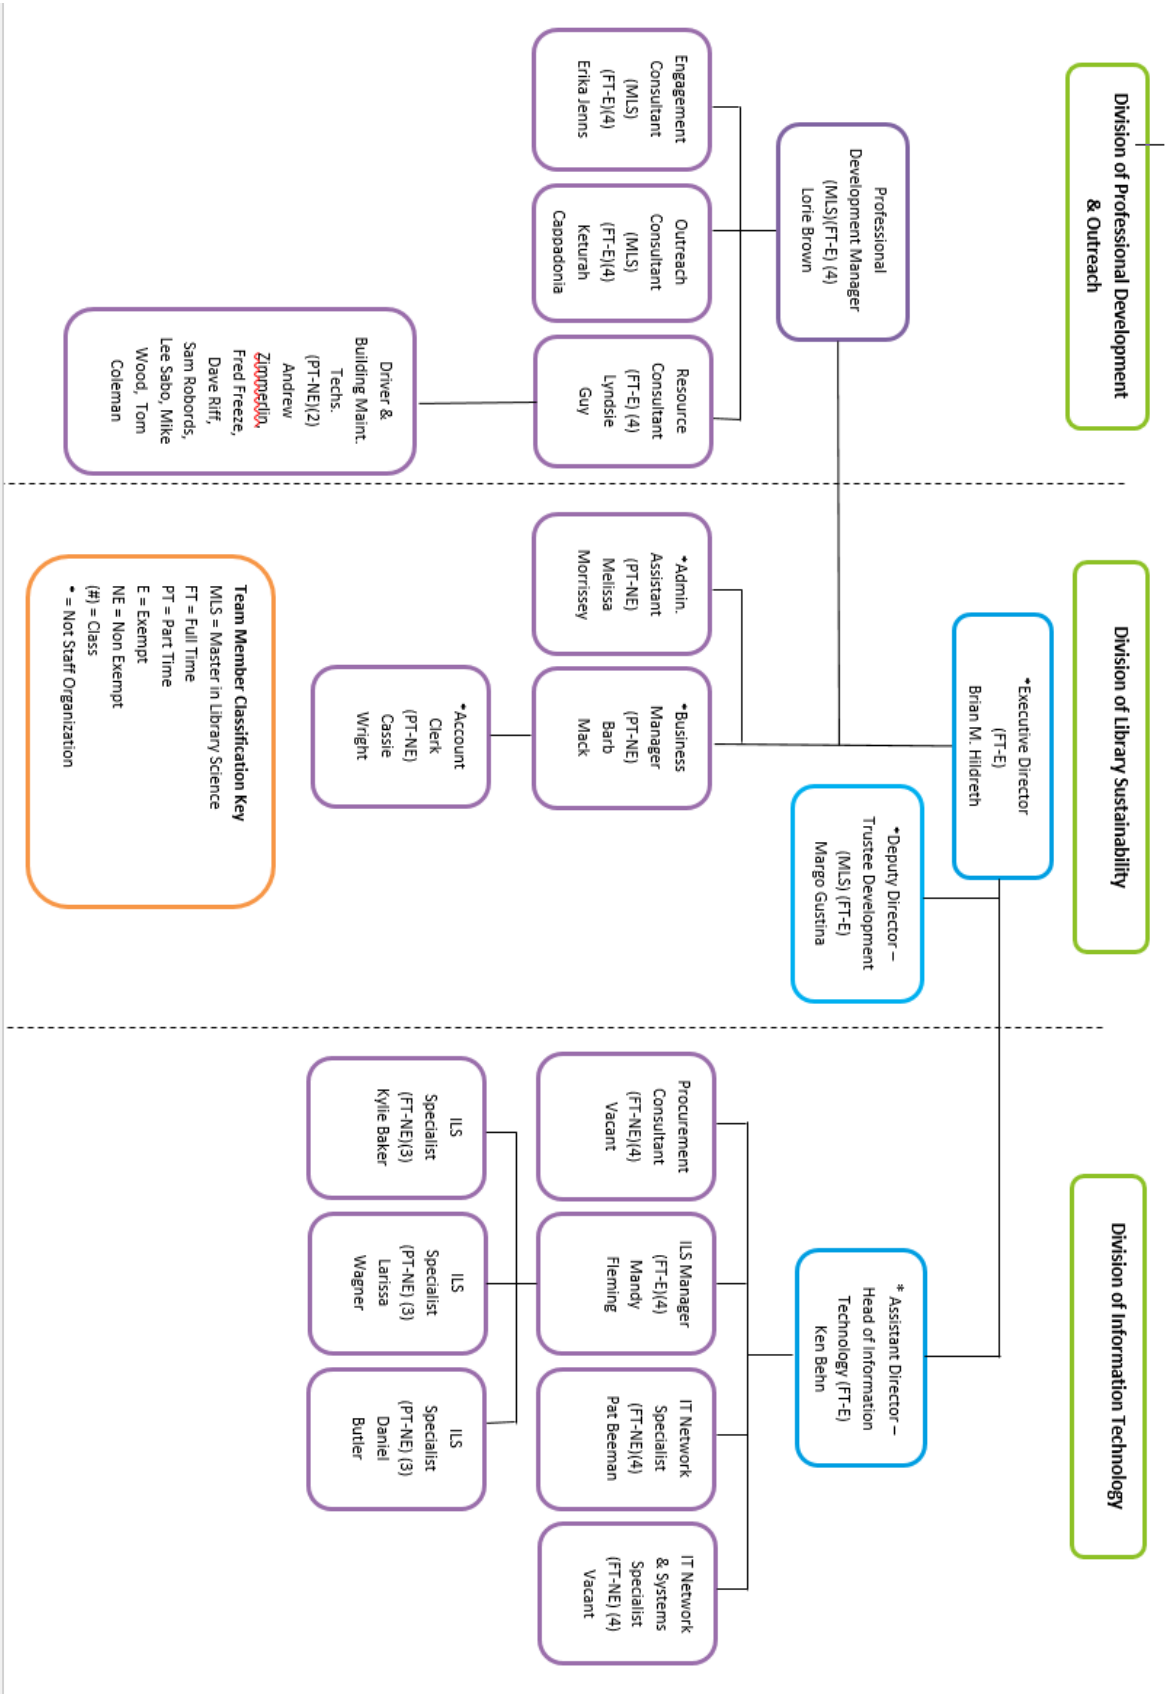 Division of Professional Development
& Outreach
Division of Library Sustainability
Division of Information Technology
*Executive Director
(FT-E)
Brian M. Hildreth
Professional
Development Manager
(MLS)(FT-E) (4)
Lorie Brown
*Deputy Director –
Trustee Development
(MLS) (FT-E)
Margo Gustina
* Assistant Director –
Head of Information
Technology (FT-E)
Ken Behn
Engagement
Consultant
(MLS)
(FT-E)(4)
Erika Jenns
Outreach
Consultant
(MLS)
(FT-E)(4)
Keturah
Cappadonia
Resource
Consultant
(FT-E) (4)
Lyndsie
Guy
*Admin.
Assistant
(PT-NE)
Melissa
Morrissey
*Business
Manager
(PT-NE)
Barb
Mack
Procurement
Consultant
(FT-NE)(4)
Vacant
ILS Manager
(FT-E)(4)
Mandy
Fleming
IT Network
Specialist
(FT-NE)(4)
Pat Beeman
IT Network
& Systems
Specialist
(FT-NE) (4)
Vacant
Driver &
Building Maint.
Techs.
(PT-NE)(2)
Andrew
Zimmerlin,
Fred Freeze,
Dave Riff,
Sam Robords,
Lee Sabo, Mike
Wood, Tom
Coleman
*Account
Clerk
(PT-NE)
Cassie
Wright
ILS
Specialist
(FT-NE)(3)
Kylie Baker
ILS
Specialist
(PT-NE) (3)
Larissa
Wagner
ILS
Specialist
(PT-NE) (3)
Daniel
Butler
Team Member Classification Key
MLS = Master in Library Science
FT = Full Time
PT = Part Time
E = Exempt
NE = Non Exempt
(#) = Class
* = Not Staff Organization